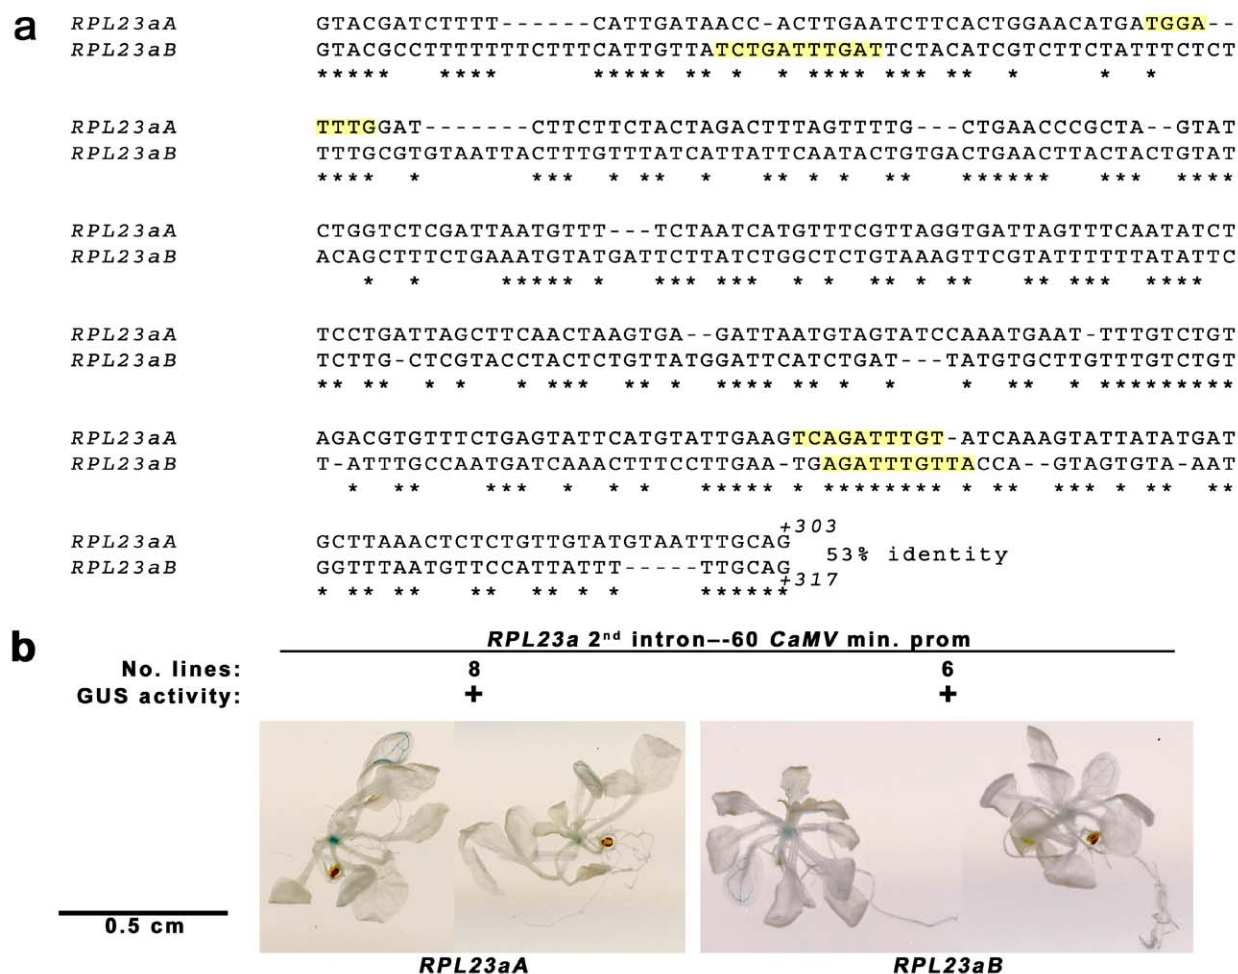 a
RPL23aA GTACGATCTTTT------CATTGATAACC-ACTTGAATCTTCACTGGAACATGATGGA--
RPL23aB GTACGCCTTTTTTTCTTTCATTGTTATCTGATTTGATTCTACATCGTCTTCTATTTCTCT
***** **** ***** ** * * **** *** ** * * *
RPL23aA TTTGGAT-------CTTCTTCTACTAGACTTTAGTTTTG---CTGAACCCGCTA--GTAT
RPL23aB TTTGCGTGTAATTACTTTGTTTATCATTATTCAATACTGTGACTGAACTTACTACTGTAT
**** * *** * ** * ** * * ** ****** *** ****
RPL23aA CTGGTCTCGATTAATGTTT---TCTAATCATGTTTCGTTAGGTGATTAGTTTCAATATCT
RPL23aB ACAGCTTTCTGAAATGTATGATTCTTATCTGGCTCTGTAAAGTTCGTATTTTTTATATTC
* * ***** * *** *** * * ** * ** ** *** ****
RPL23aA TCCTGATTAGCTTCAACTAAGTGA--GATTAATGTAGTATCCAAATGAAT-TTTGTCTGT
RPL23aB TCTTG-CTCGTACCTACTCTGTTATGGATTCATCTGAT---TATGTGCTTGTTTGTCTGT
** ** * * * *** ** * **** ** * * * ** * *********
RPL23aA AGACGTGTTTCTGAGTATTCATGTATTGAAGTCAGATTTGT-ATCAAAGTATTATATGAT
RPL23aB T-ATTTGCCAATGATCAAACTTTCCTTGAA-TGAGATTTGTTACCA--GTAGTGTA-AAT
* ** *** * * * ***** * ******** * ** *** * ** **
RPL23aA GCTTAAACTCTCTGTTGTATGTAATTTGCAG +303
RPL23aB GGTTTAATGTTCCATTATTT-----TTGCAG +317 53% identity
* ** ** ** ** * * ******
b
RPL23a 2nd intron--60 CaMV min. prom
No. lines: 8 6
GUS activity: + +
0.5 cm
RPL23aA RPL23aB